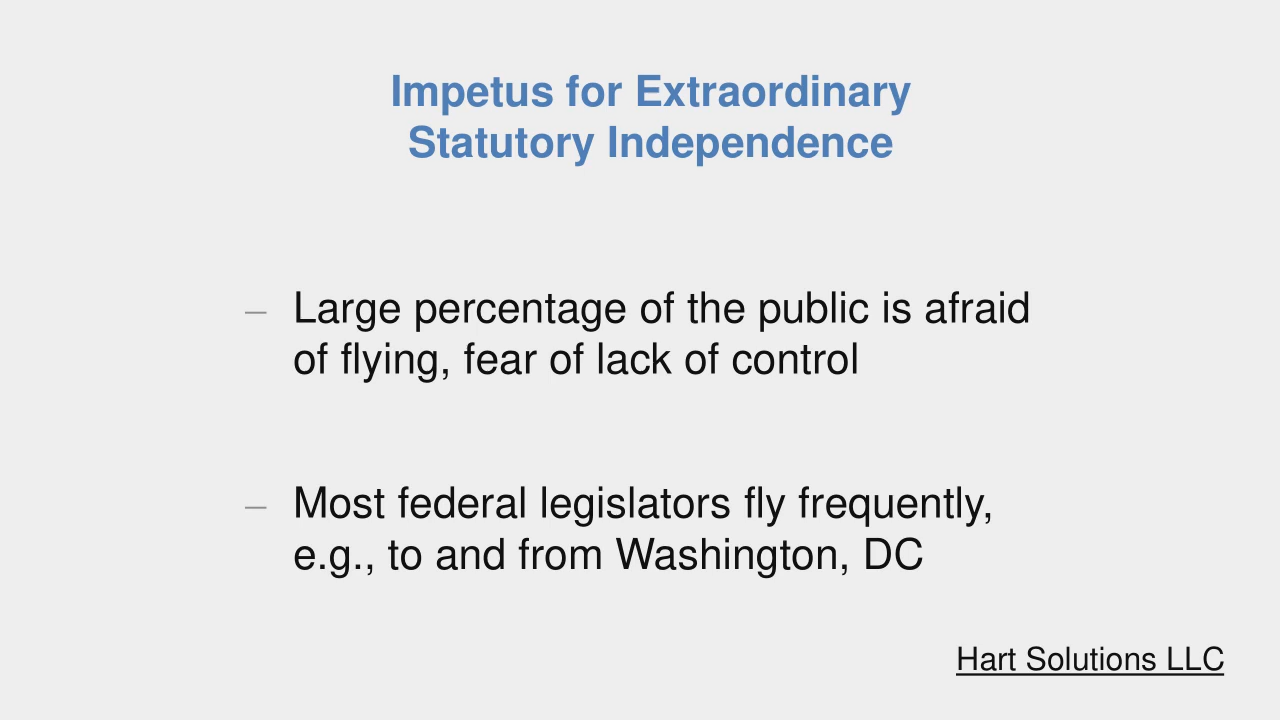 Impetus for Extraordinary
Statutory Independence
– Large percentage of the public is afraid
of flying, fear of lack of control
– Most federal legislators fly frequently,
e.g., to and from Washington, DC
Hart Solutions LLC